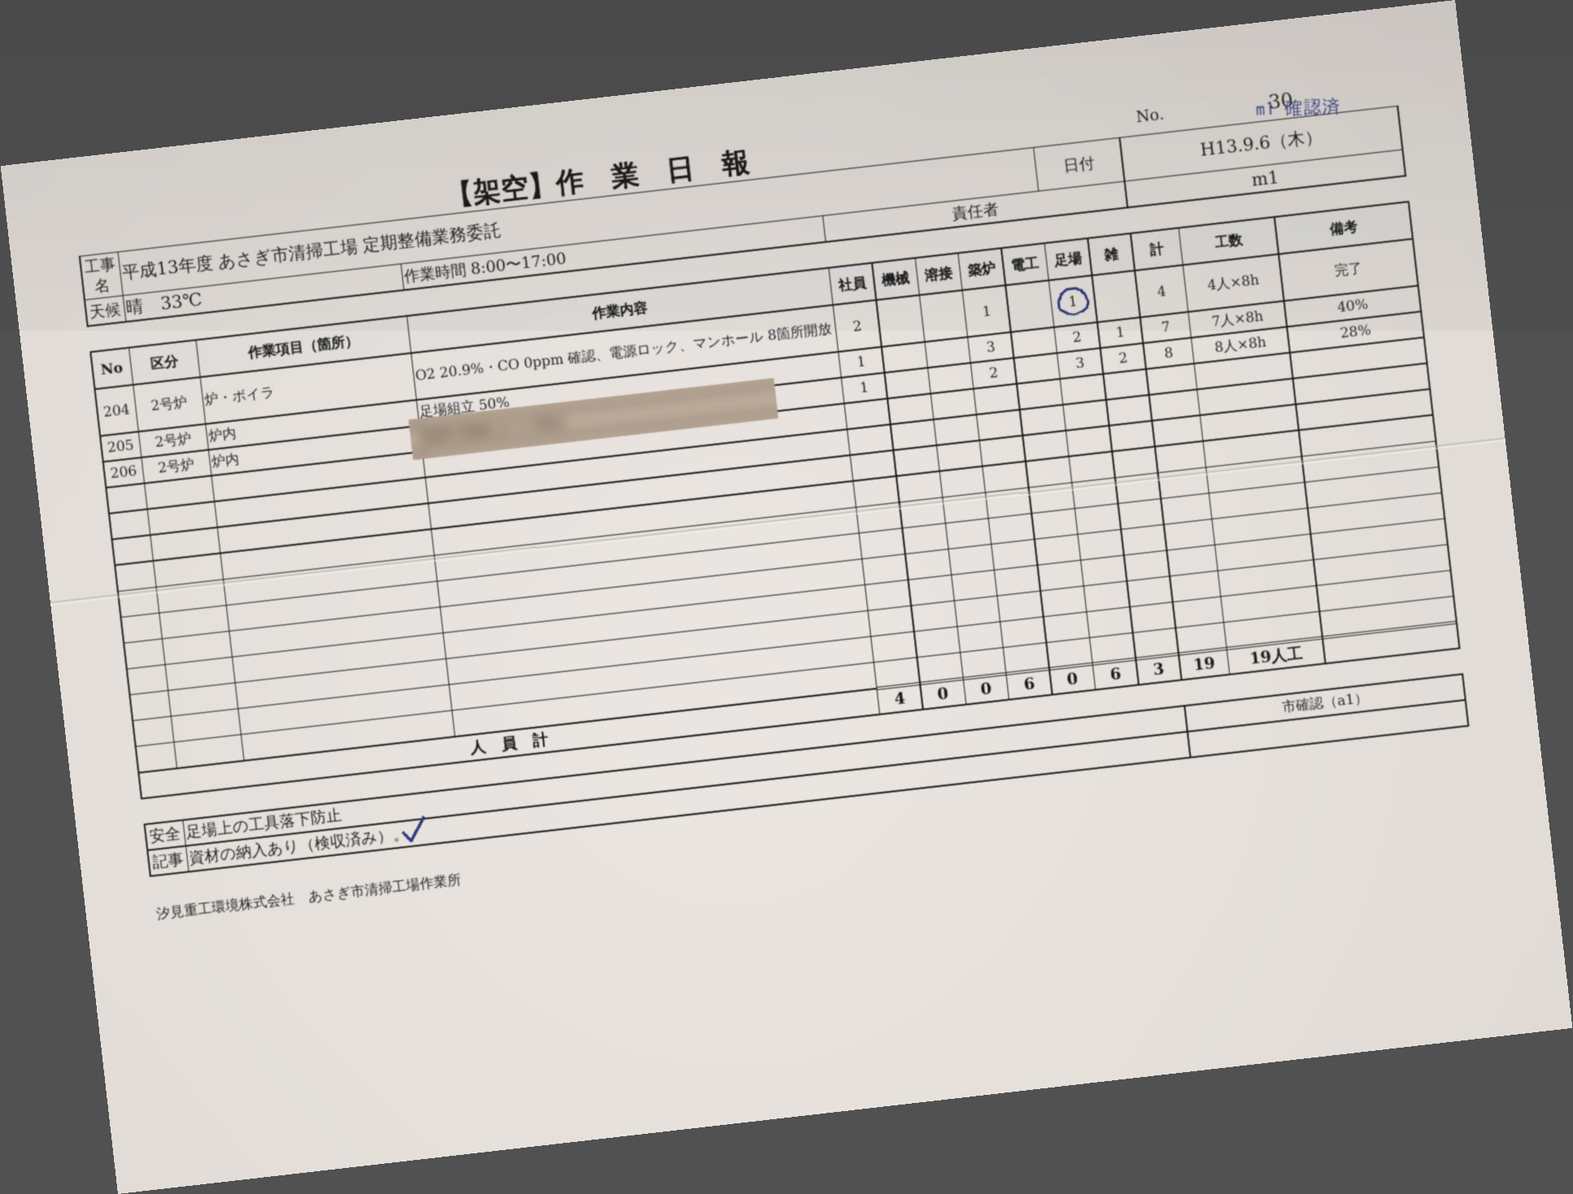 No. 30
m1 確認済
【架空】作 業 日 報
工事名 平成13年度 あさぎ市清掃工場 定期整備業務委託 日付 H13.9.6（木）
天候 晴 33℃ 作業時間 8:00〜17:00 責任者 m1
No 区分 作業項目（箇所） 作業内容 社員 機械 溶接 築炉 電工 足場 雑 計 工数 備考
204 2号炉 炉・ボイラ O2 20.9%・CO 0ppm 確認、電源ロック、マンホール 8箇所開放 2 1 1 4 4人×8h 完了
205 2号炉 炉内 足場組立 50% 1 3 2 1 7 7人×8h 40%
206 2号炉 炉内 1 2 3 2 8 8人×8h 28%
人 員 計 4 0 0 6 0 6 3 19 19人工
市確認（a1）
安全 足場上の工具落下防止
記事 資材の納入あり（検収済み）。
汐見重工環境株式会社 あさぎ市清掃工場作業所